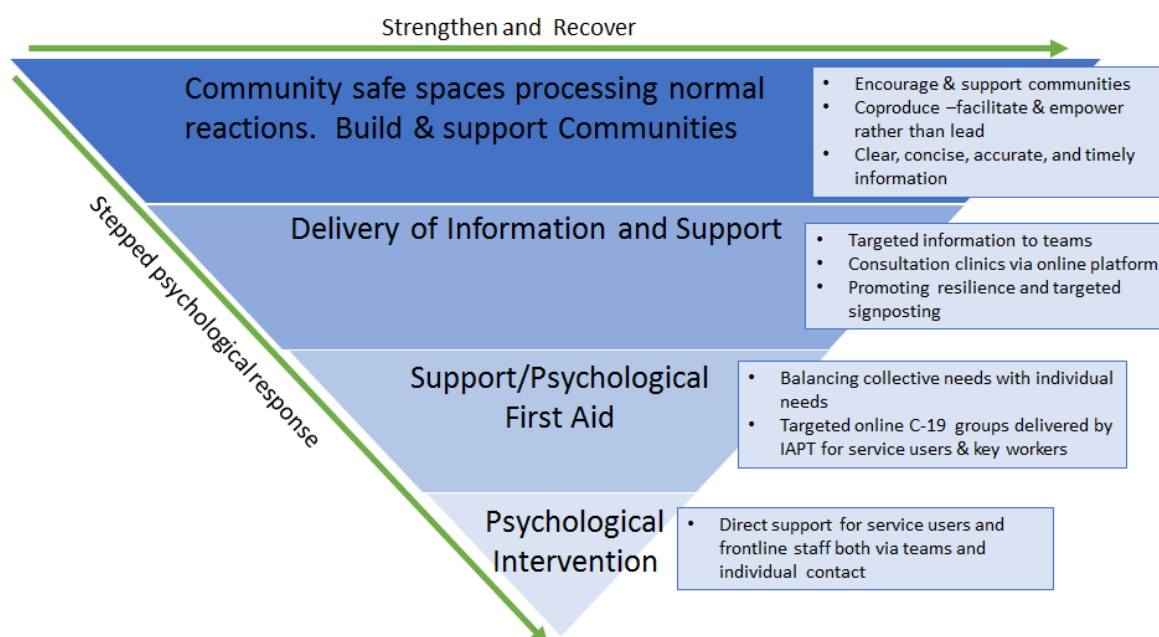 Strengthen and Recover
Community safe spaces processing normal
reactions. Build & support Communities
• Encourage & support communities
• Coproduce –facilitate & empower
rather than lead
• Clear, concise, accurate, and timely
information
Stepped psychological response
Delivery of Information and Support
• Targeted information to teams
• Consultation clinics via online platform
• Promoting resilience and targeted
signposting
Support/Psychological
First Aid
• Balancing collective needs with individual
needs
• Targeted online C-19 groups delivered by
IAPT for service users & key workers
Psychological
Intervention
• Direct support for service users and
frontline staff both via teams and
individual contact